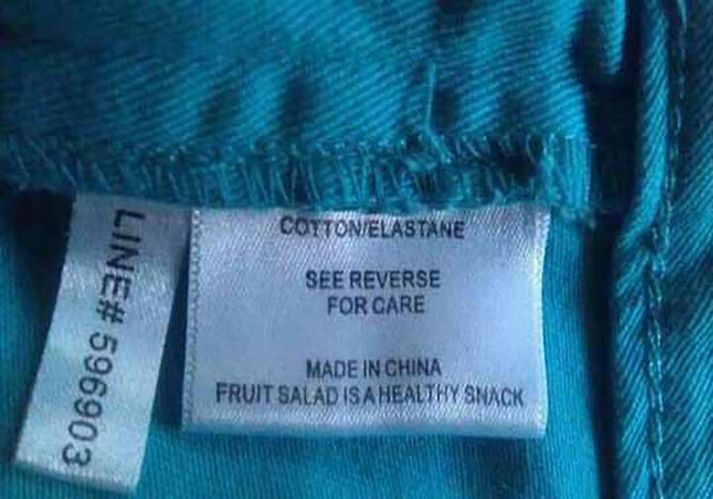 LINE# 596903
COTTON/ELASTANE
SEE REVERSE
FOR CARE
MADE IN CHINA
FRUIT SALAD IS A HEALTHY SNACK